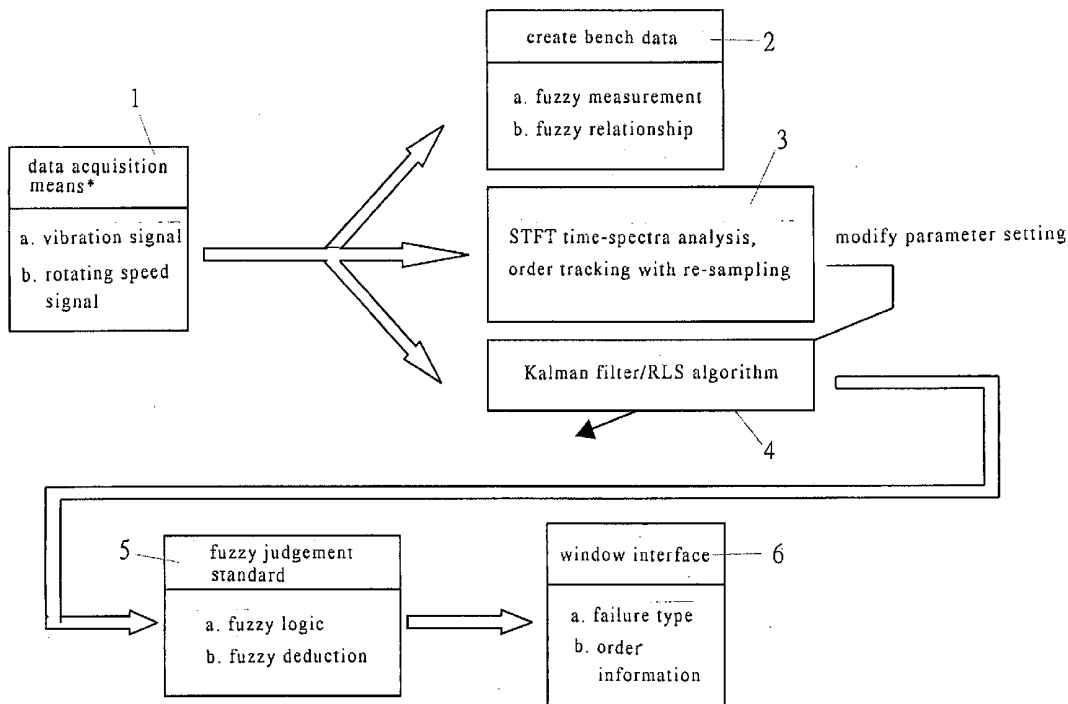 1
data acquisition
means*
a. vibration signal
b. rotating speed
signal
create bench data
2
a. fuzzy measurement
b. fuzzy relationship
3
STFT time-spectra analysis,
order tracking with re-sampling
modify parameter setting
Kalman filter/RLS algorithm
4
5
fuzzy judgement
standard
a. fuzzy logic
b. fuzzy deduction
window interface
6
a. failure type
b. order
information